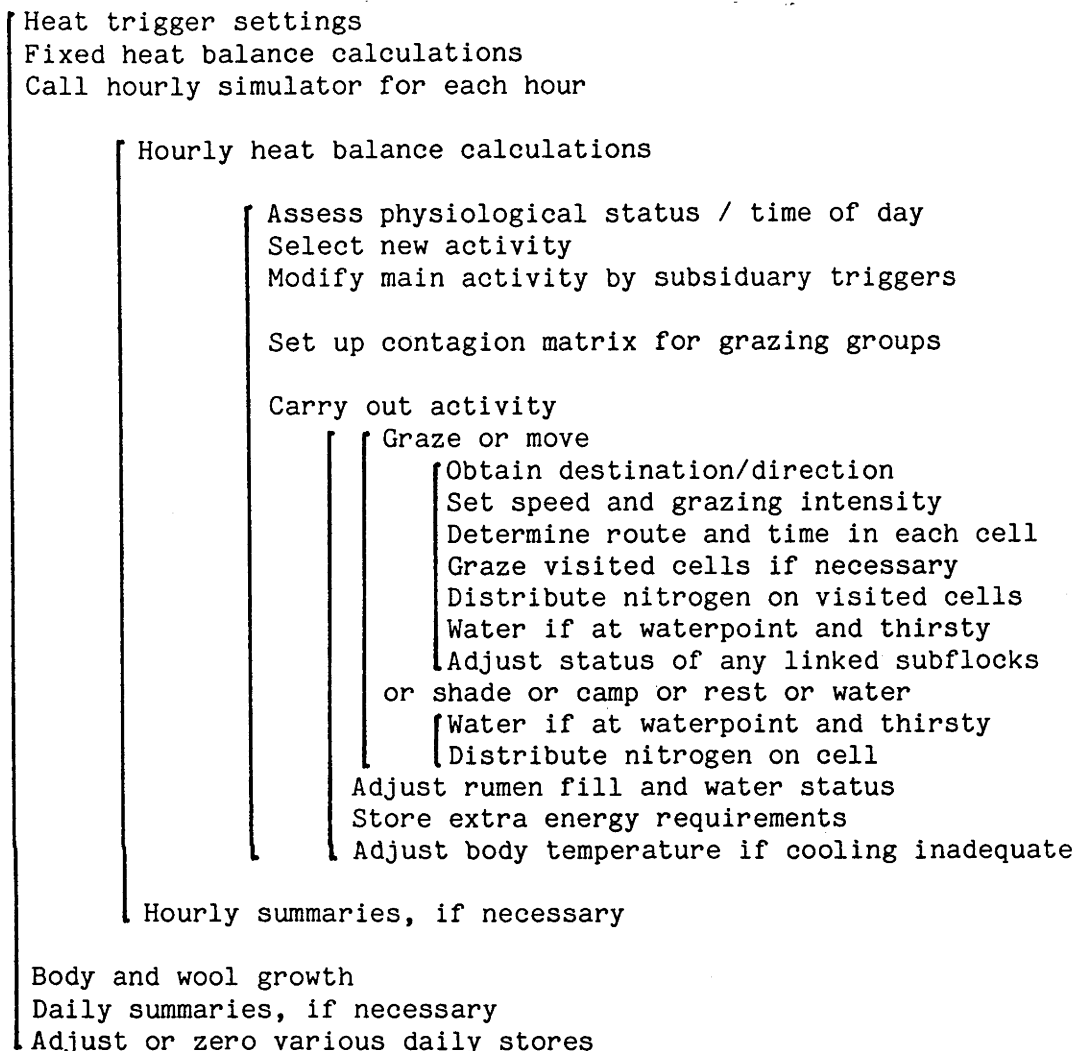 Heat trigger settings
Fixed heat balance calculations
Call hourly simulator for each hour
Hourly heat balance calculations
Assess physiological status / time of day
Select new activity
Modify main activity by subsiduary triggers
Set up contagion matrix for grazing groups
Carry out activity
Graze or move
Obtain destination/direction
Set speed and grazing intensity
Determine route and time in each cell
Graze visited cells if necessary
Distribute nitrogen on visited cells
Water if at waterpoint and thirsty
Adjust status of any linked subflocks
or shade or camp or rest or water
Water if at waterpoint and thirsty
Distribute nitrogen on cell
Adjust rumen fill and water status
Store extra energy requirements
Adjust body temperature if cooling inadequate
Hourly summaries, if necessary
Body and wool growth
Daily summaries, if necessary
Adjust or zero various daily stores